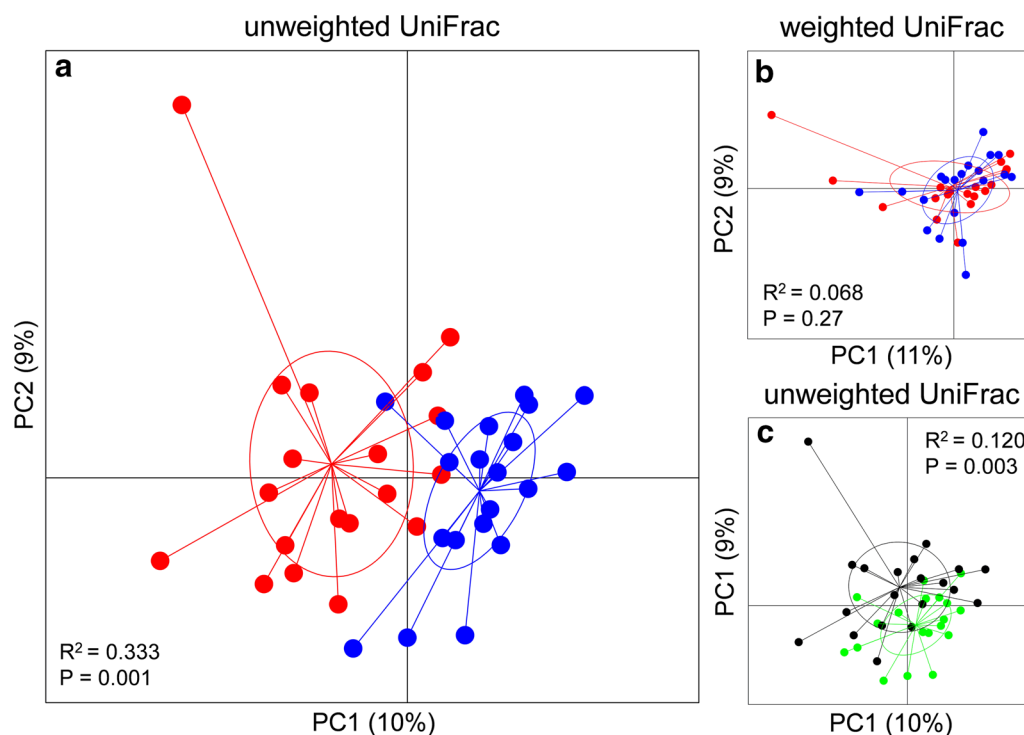 unweighted UniFrac
a
PC2 (9%)
R² = 0.333
P = 0.001
PC1 (10%)
weighted UniFrac
b
PC2 (9%)
R² = 0.068
P = 0.27
PC1 (11%)
unweighted UniFrac
c
R² = 0.120
P = 0.003
PC1 (9%)
PC1 (10%)